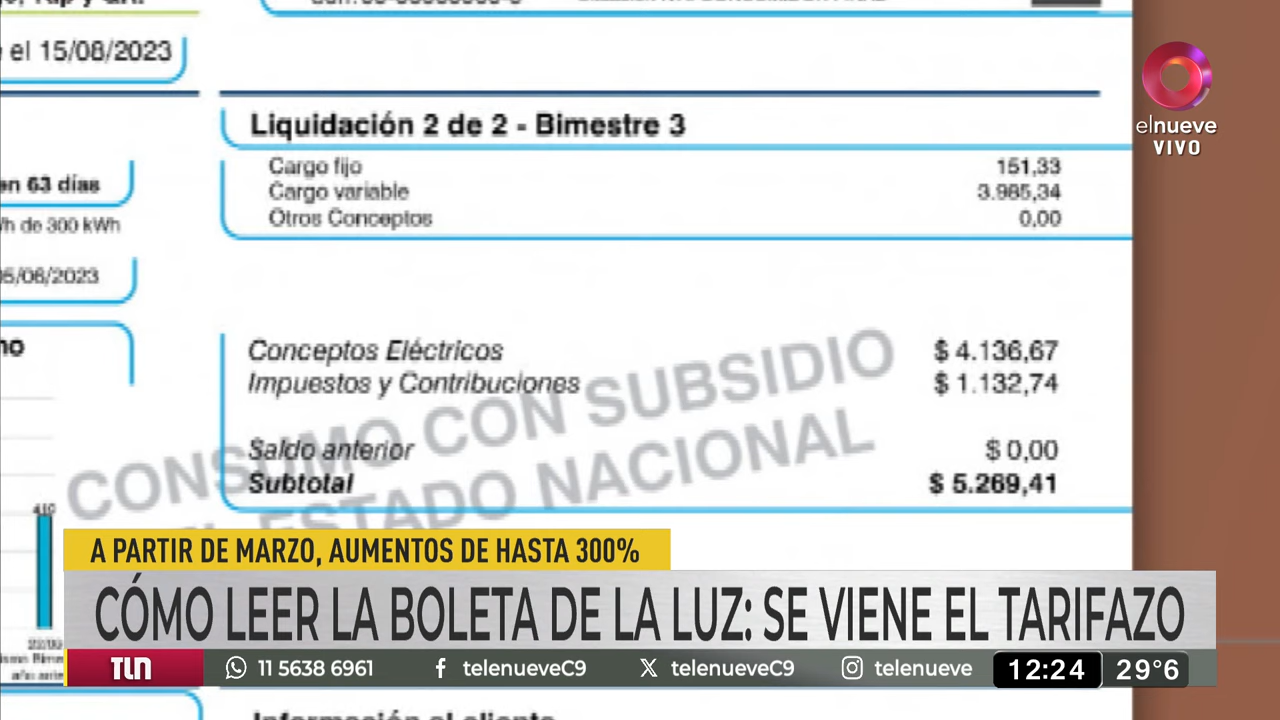 e el 15/08/2023
Liquidación 2 de 2 - Bimestre 3
Cargo fijo 151,33
Cargo variable 3.985,34
Otros Conceptos 0,00
en 63 días
de 300 kWh
/06/2023
Conceptos Eléctricos $ 4.136,67
Impuestos y Contribuciones $ 1.132,74
Saldo anterior $ 0,00
Subtotal $ 5.269,41
CONSUMO CON SUBSIDIO
ESTADO NACIONAL
410
elnueve
VIVO
A PARTIR DE MARZO, AUMENTOS DE HASTA 300%
CÓMO LEER LA BOLETA DE LA LUZ: SE VIENE EL TARIFAZO
TLN 11 5638 6961 telenueveC9 telenueveC9 telenueve 12:24 29°6
Información al cliente